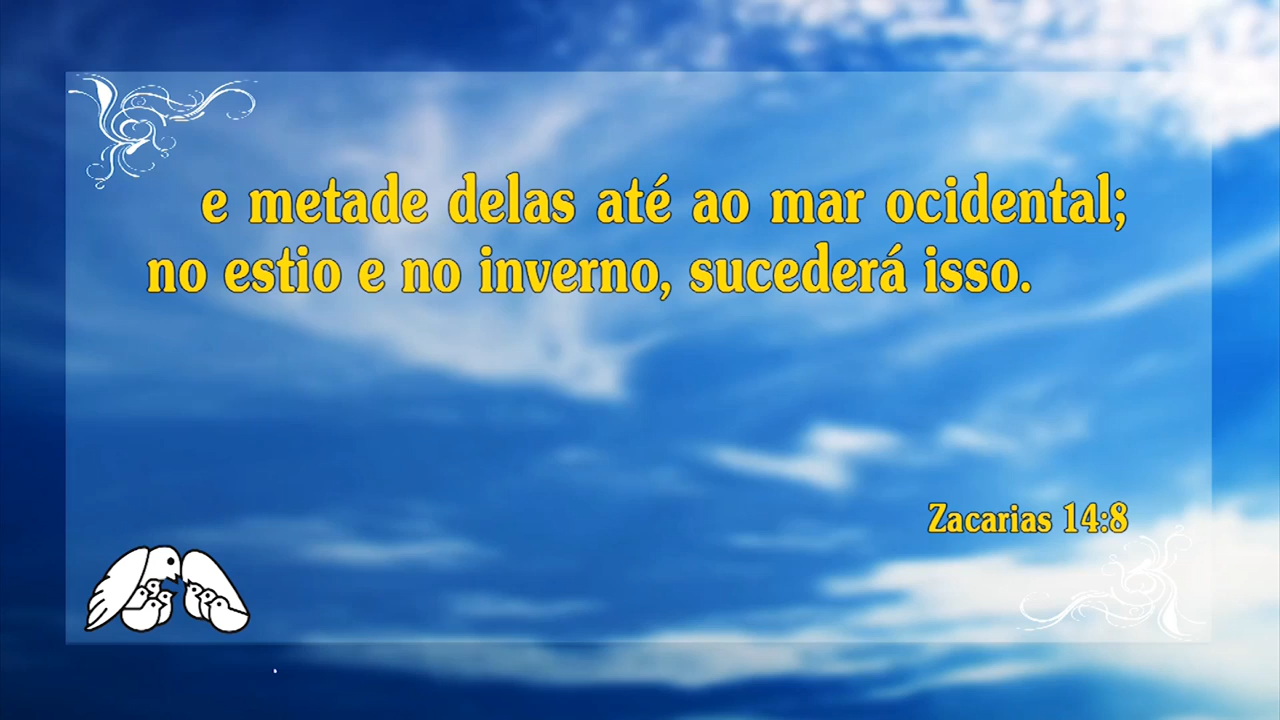 e metade delas até ao mar ocidental;
no estio e no inverno, sucederá isso.
Zacarias 14:8